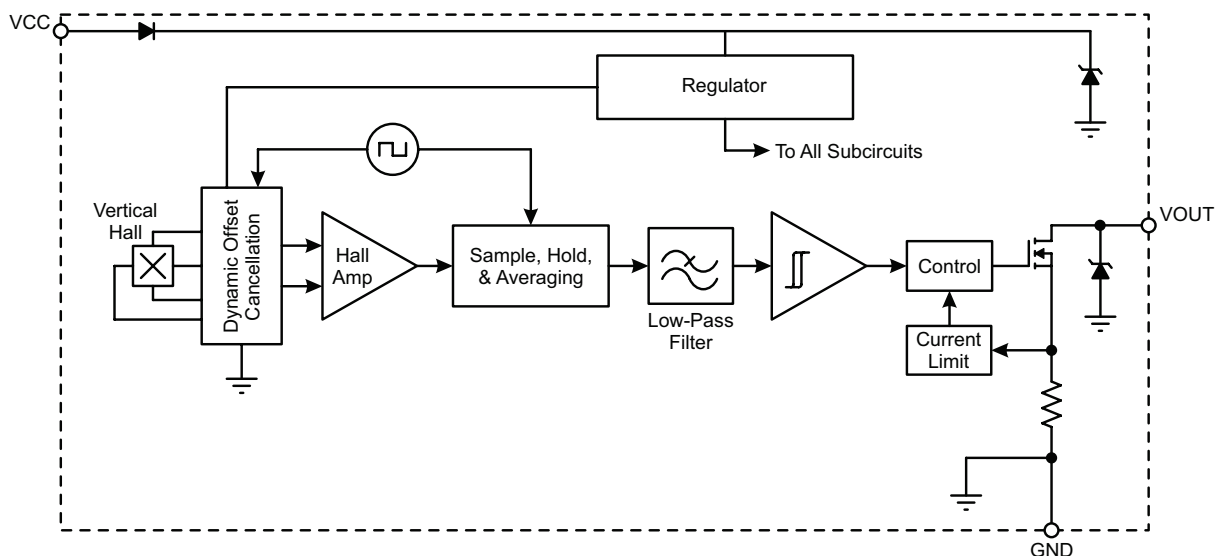 VCC
Regulator
To All Subcircuits
Vertical
Hall
Dynamic Offset
Cancellation
Hall
Amp
Sample, Hold,
& Averaging
Low-Pass
Filter
Control
Current
Limit
VOUT
GND